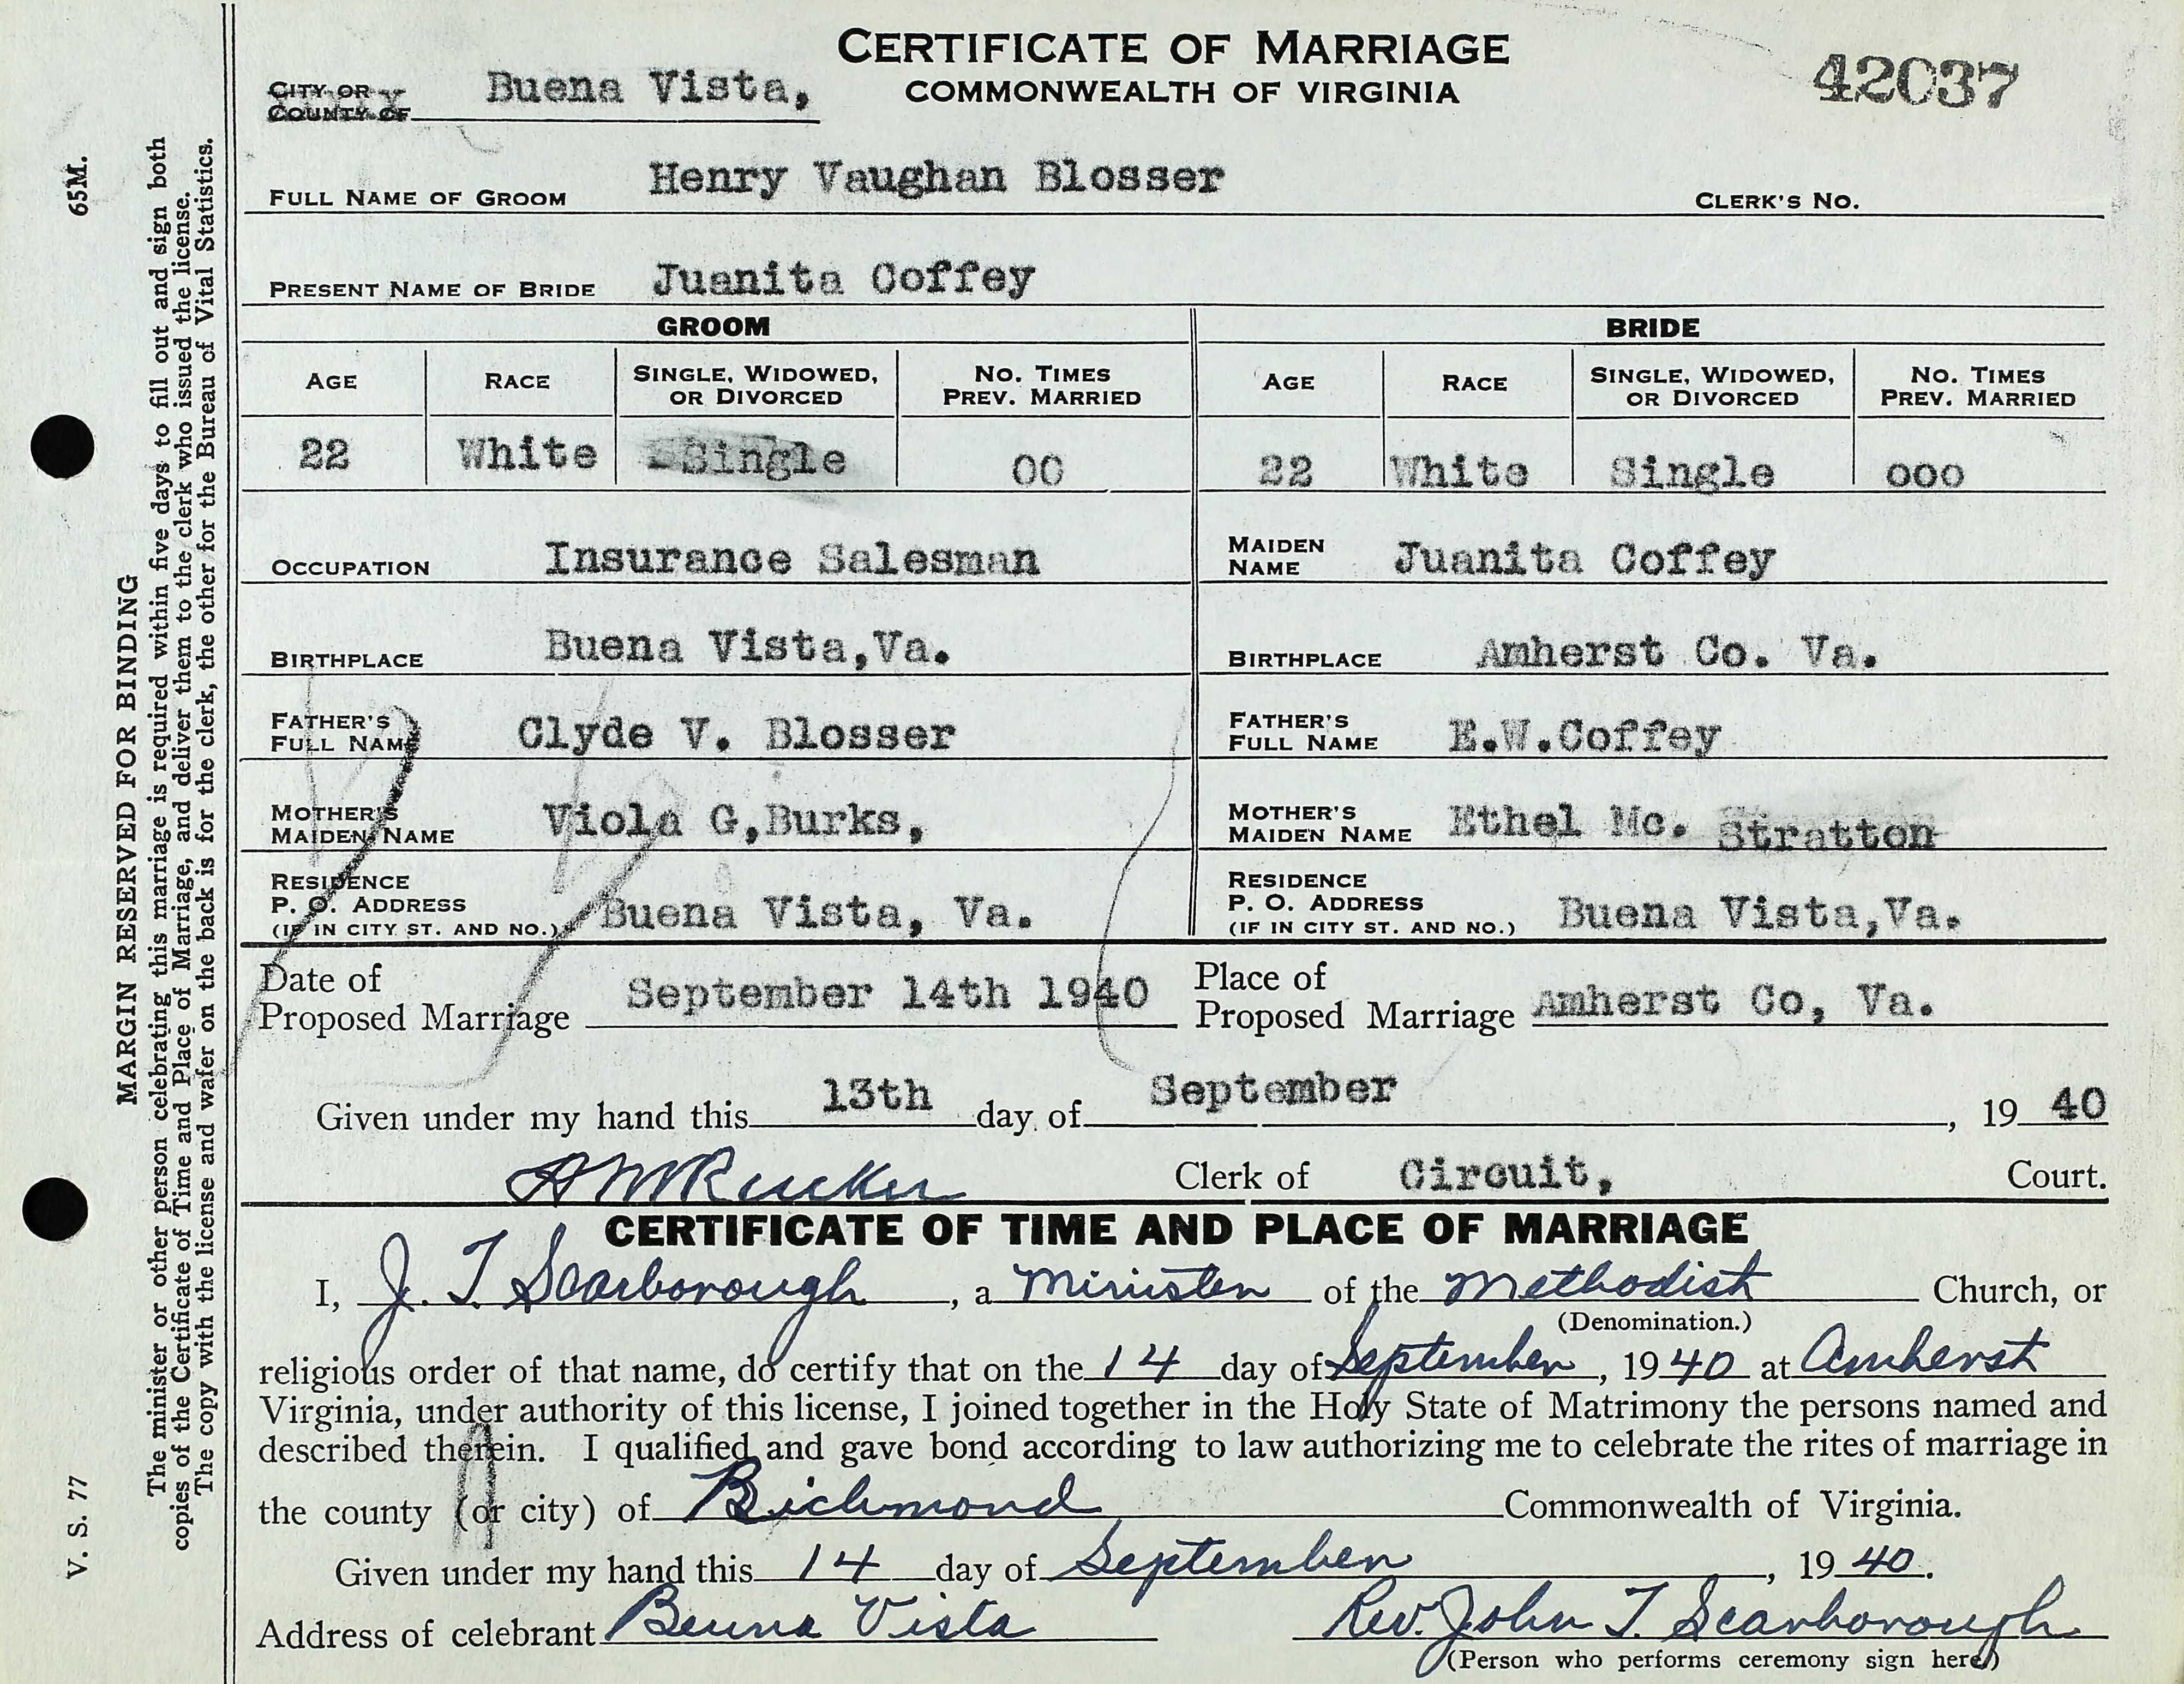 CERTIFICATE OF MARRIAGE
COMMONWEALTH OF VIRGINIA
42037
CITY OR
COUNTY OF
Buena Vista,
FULL NAME OF GROOM Henry Vaughan Blosser CLERK'S NO.
PRESENT NAME OF BRIDE Juanita Coffey
GROOM BRIDE
AGE RACE SINGLE, WIDOWED, OR DIVORCED NO. TIMES PREV. MARRIED AGE RACE SINGLE, WIDOWED, OR DIVORCED NO. TIMES PREV. MARRIED
22 White Single 00 22 White Single 000
OCCUPATION Insurance Salesman MAIDEN NAME Juanita Coffey
BIRTHPLACE Buena Vista,Va. BIRTHPLACE Amherst Co. Va.
FATHER'S FULL NAME Clyde V. Blosser FATHER'S FULL NAME E.W.Coffey
MOTHER'S MAIDEN NAME Viola G,Burks, MOTHER'S MAIDEN NAME Ethel Mc. Stratton
RESIDENCE P. O. ADDRESS (IF IN CITY ST. AND NO.) Buena Vista, Va. RESIDENCE P. O. ADDRESS (IF IN CITY ST. AND NO.) Buena Vista,Va.
Date of Proposed Marriage September 14th 1940 Place of Proposed Marriage Amherst Co, Va.
Given under my hand this 13th day of September, 19 40
A M Rucker Clerk of Circuit, Court.
CERTIFICATE OF TIME AND PLACE OF MARRIAGE
I, J. T. Scarborough, a Minister of the Methodist Church, or
(Denomination.)
religious order of that name, do certify that on the 14 day of September, 1940 at Amherst
Virginia, under authority of this license, I joined together in the Holy State of Matrimony the persons named and
described therein. I qualified and gave bond according to law authorizing me to celebrate the rites of marriage in
the county (or city) of Richmond Commonwealth of Virginia.
Given under my hand this 14 day of September, 19 40.
Address of celebrant Beuna Vista Rev. John T. Scarborough
(Person who performs ceremony sign here.)
65M.
MARGIN RESERVED FOR BINDING
The minister or other person celebrating this marriage is required within five days to fill out and sign both
copies of the Certificate of Time and Place of Marriage, and deliver them to the clerk who issued the license.
The copy with the license and wafer on the back is for the clerk, the other for the Bureau of Vital Statistics.
V. S. 77